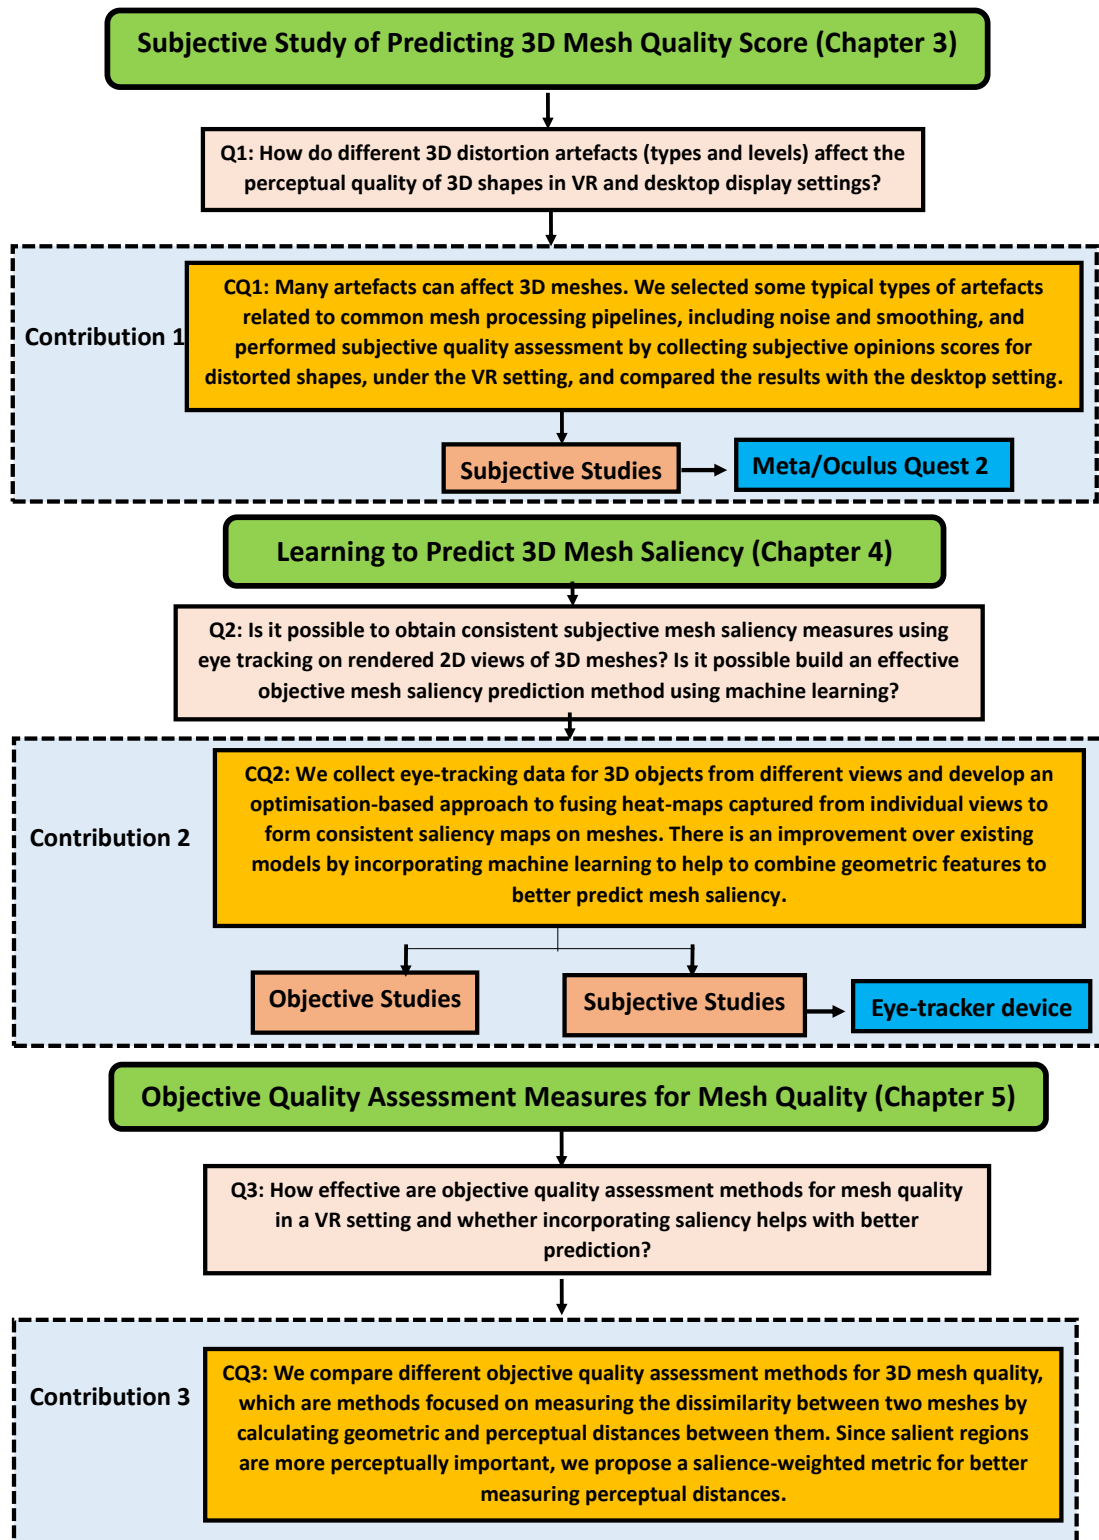 Subjective Study of Predicting 3D Mesh Quality Score (Chapter 3)
Q1: How do different 3D distortion artefacts (types and levels) affect the
perceptual quality of 3D shapes in VR and desktop display settings?
Contribution 1
CQ1: Many artefacts can affect 3D meshes. We selected some typical types of artefacts
related to common mesh processing pipelines, including noise and smoothing, and
performed subjective quality assessment by collecting subjective opinions scores for
distorted shapes, under the VR setting, and compared the results with the desktop setting.
Subjective Studies
Meta/Oculus Quest 2
Learning to Predict 3D Mesh Saliency (Chapter 4)
Q2: Is it possible to obtain consistent subjective mesh saliency measures using
eye tracking on rendered 2D views of 3D meshes? Is it possible build an effective
objective mesh saliency prediction method using machine learning?
Contribution 2
CQ2: We collect eye-tracking data for 3D objects from different views and develop an
optimisation-based approach to fusing heat-maps captured from individual views to
form consistent saliency maps on meshes. There is an improvement over existing
models by incorporating machine learning to help to combine geometric features to
better predict mesh saliency.
Objective Studies
Subjective Studies
Eye-tracker device
Objective Quality Assessment Measures for Mesh Quality (Chapter 5)
Q3: How effective are objective quality assessment methods for mesh quality
in a VR setting and whether incorporating saliency helps with better
prediction?
Contribution 3
CQ3: We compare different objective quality assessment methods for 3D mesh quality,
which are methods focused on measuring the dissimilarity between two meshes by
calculating geometric and perceptual distances between them. Since salient regions
are more perceptually important, we propose a salience-weighted metric for better
measuring perceptual distances.